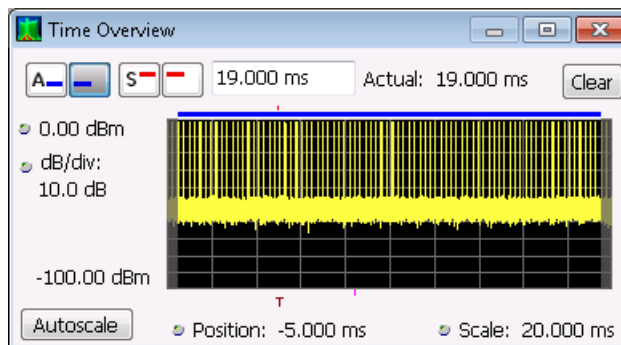 Time Overview
A S 19.000 ms Actual: 19.000 ms Clear
0.00 dBm
dB/div:
10.0 dB
-100.00 dBm
T
Autoscale Position: -5.000 ms Scale: 20.000 ms